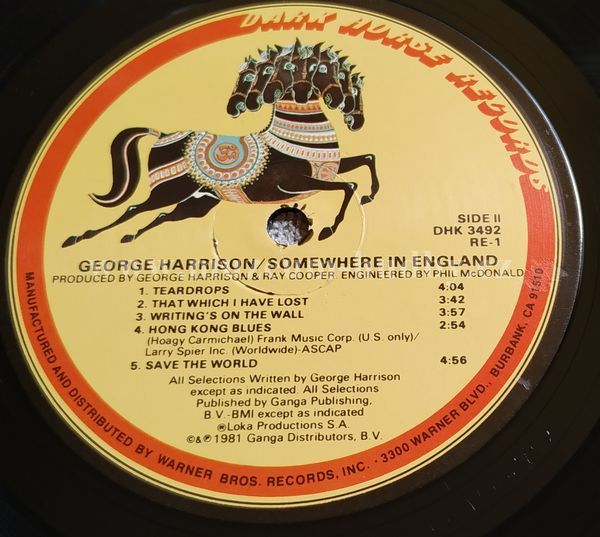 DARK HORSE RECORDS
SIDE II
DHK 3492
RE-1
GEORGE HARRISON/SOMEWHERE IN ENGLAND
PRODUCED BY GEORGE HARRISON & RAY COOPER. ENGINEERED BY PHIL McDONALD
1. TEARDROPS 4:04
2. THAT WHICH I HAVE LOST 3:42
3. WRITING'S ON THE WALL 3:57
4. HONG KONG BLUES 2:54
(Hoagy Carmichael) Frank Music Corp. (U.S. only)/
Larry Spier Inc. (Worldwide)-ASCAP
5. SAVE THE WORLD 4:56
All Selections Written by George Harrison
except as indicated. All Selections
Published by Ganga Publishing,
B.V.-BMI except as indicated
®Loka Productions S.A.
©&℗ 1981 Ganga Distributors, B.V.
MANUFACTURED AND DISTRIBUTED BY WARNER BROS. RECORDS, INC. · 3300 WARNER BLVD., BURBANK, CA 91510